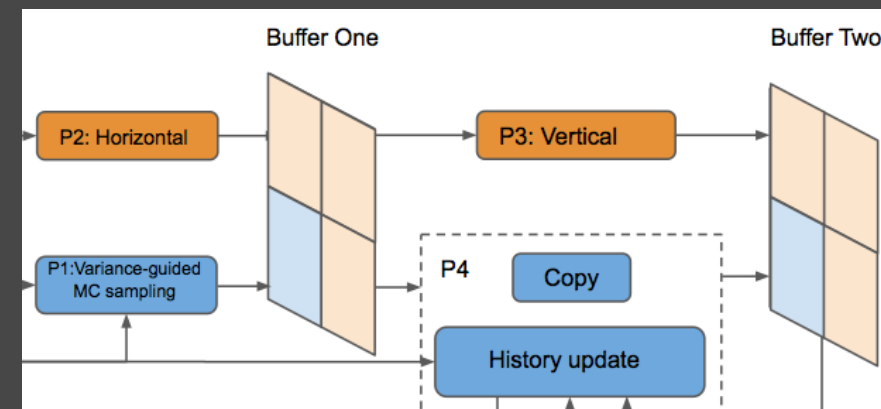 Buffer One
Buffer Two
P2: Horizontal
P3: Vertical
P1:Variance-guided
MC sampling
P4
Copy
History update